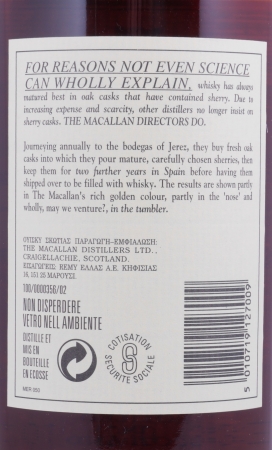 FOR REASONS NOT EVEN SCIENCE
CAN WHOLLY EXPLAIN, whisky has always
matured best in oak casks that have contained sherry. Due to
increasing expense and scarcity, other distillers no longer insist on
sherry casks. THE MACALLAN DIRECTORS DO.
Journeying annually to the bodegas of Jerez, they buy fresh oak
casks into which they pour mature, carefully chosen sherries, then
keep them for two further years in Spain before having them
shipped over to be filled with whisky. The results are shown partly
in The Macallan's rich golden colour, partly in the 'nose' and
wholly, may we venture?, in the tumbler.
ΟΥΙΣΚΥ ΣΚΩΤΙΑΣ ΠΑΡΑΓΩΓΗ-ΕΜΦΙΑΛΩΣΗ:
THE MACALLAN DISTILLERS LTD.,
CRAIGELLACHIE, SCOTLAND.
ΕΙΣΑΓΩΓΕΥΣ: ΚΕΜΥ ΕΛΛΑΣ Α.Ε. ΚΗΦΙΣΙΑΣ
16, 151 25 ΜΑΡΟΥΣΙ.
100/0000356/02
NON DISPERDERE
VETRO NELL AMBIENTE
DISTILLE ET
MIS EN
BOUTEILLE
EN ECOSSE
COTISATION
SECURITE SOCIALE
5 010719 127009